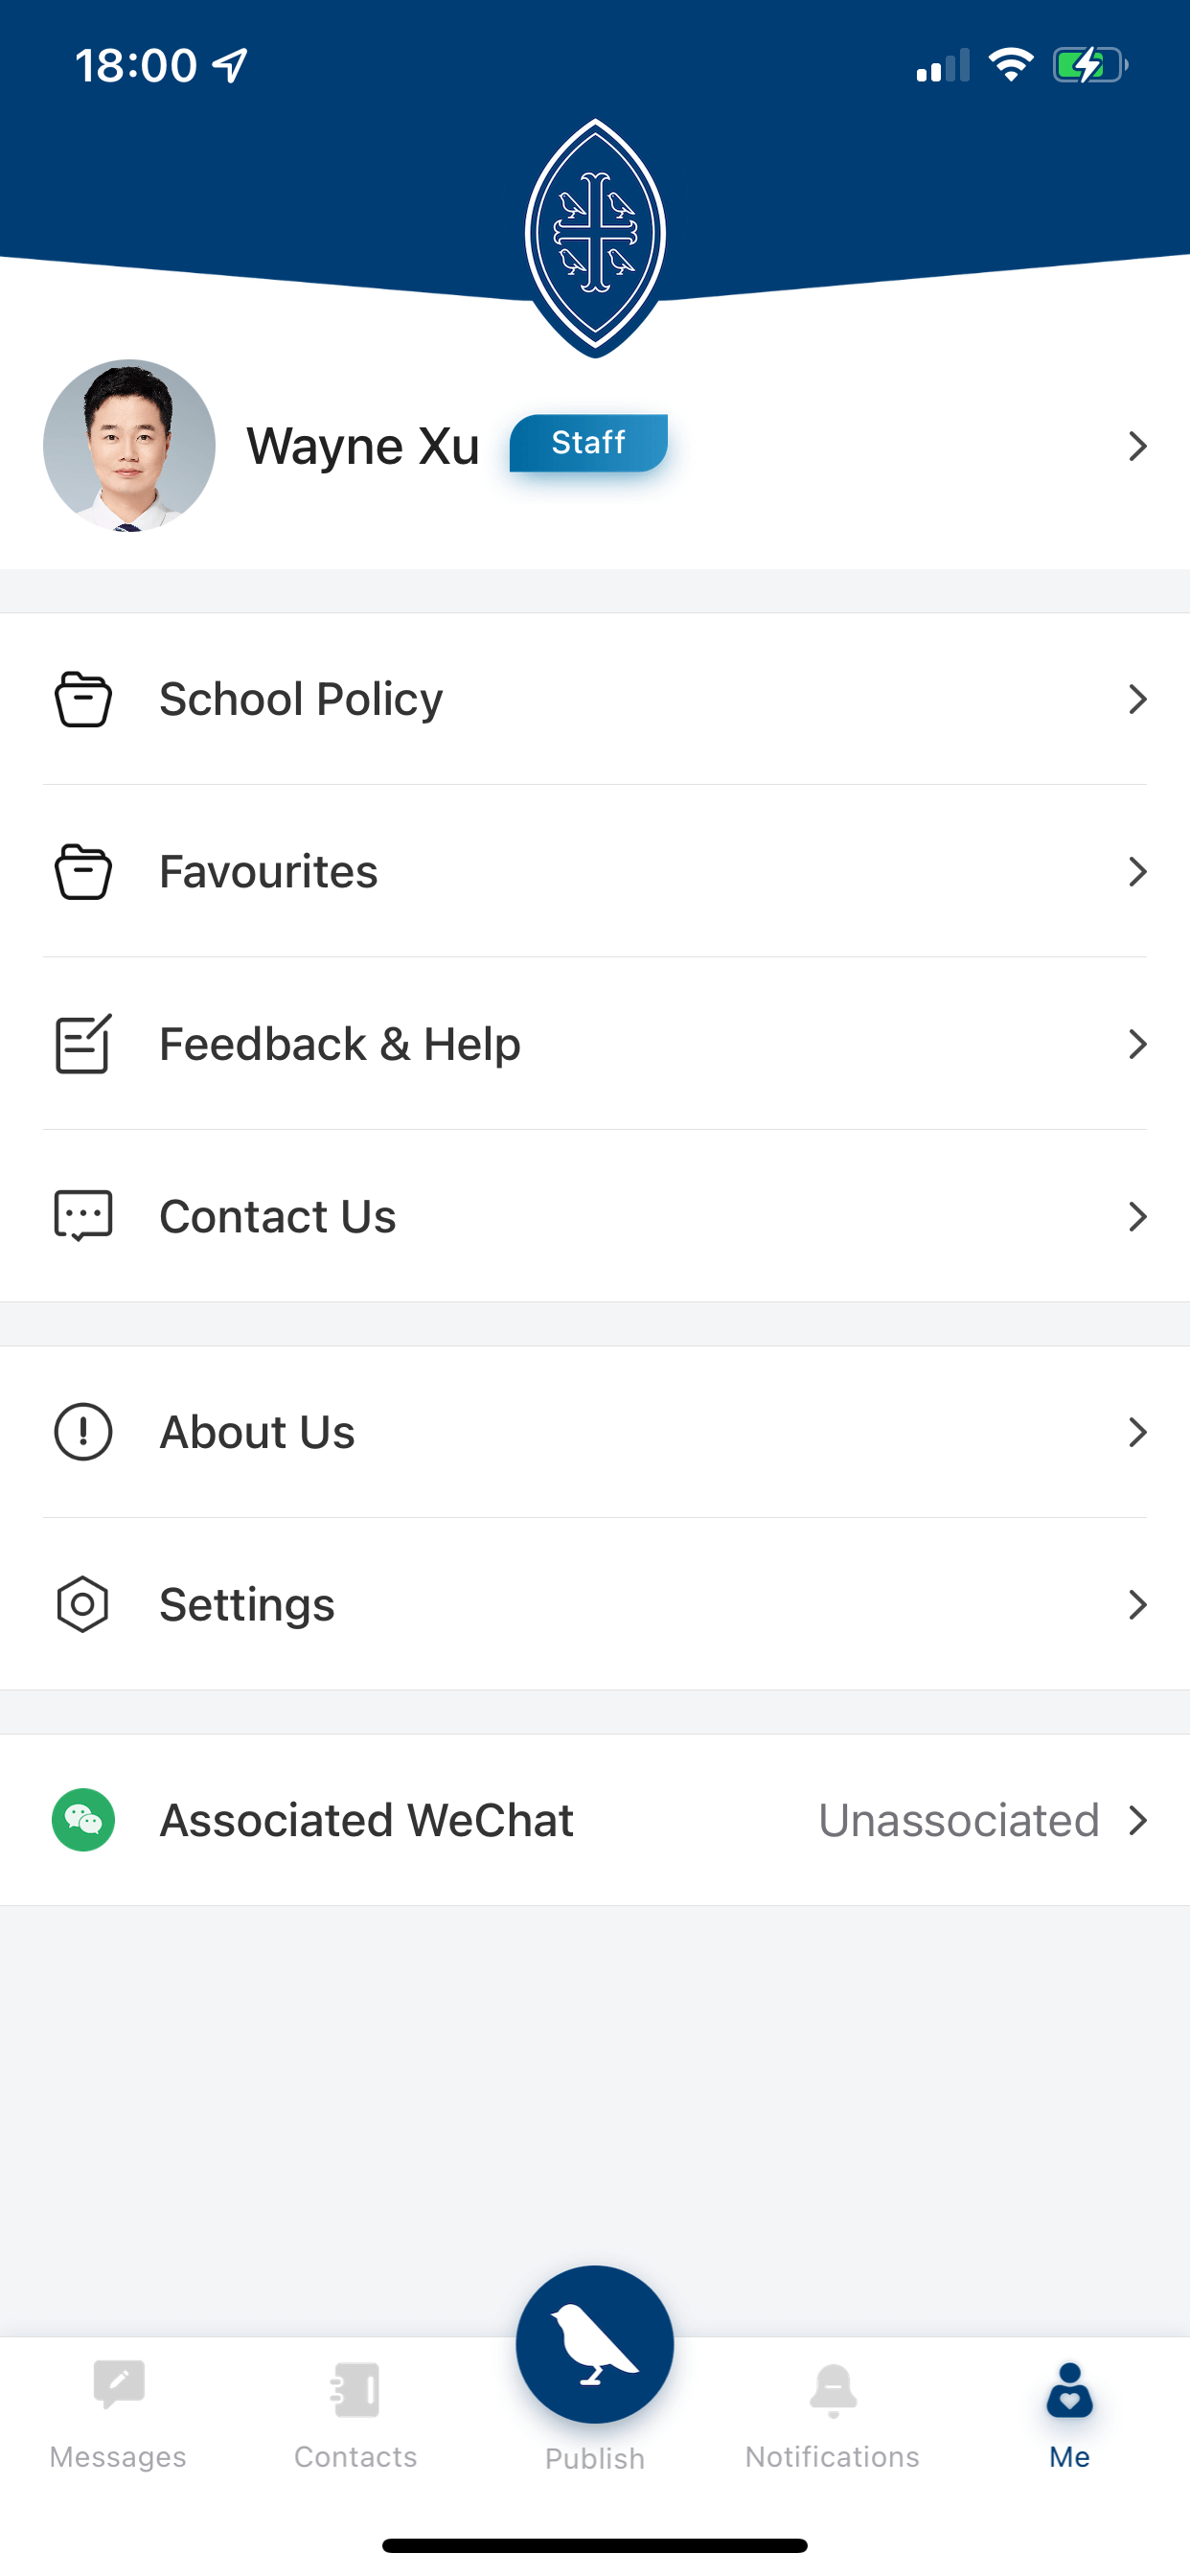 18:00
Wayne Xu Staff
School Policy
Favourites
Feedback & Help
Contact Us
About Us
Settings
Associated WeChat Unassociated
Messages Contacts Publish Notifications Me